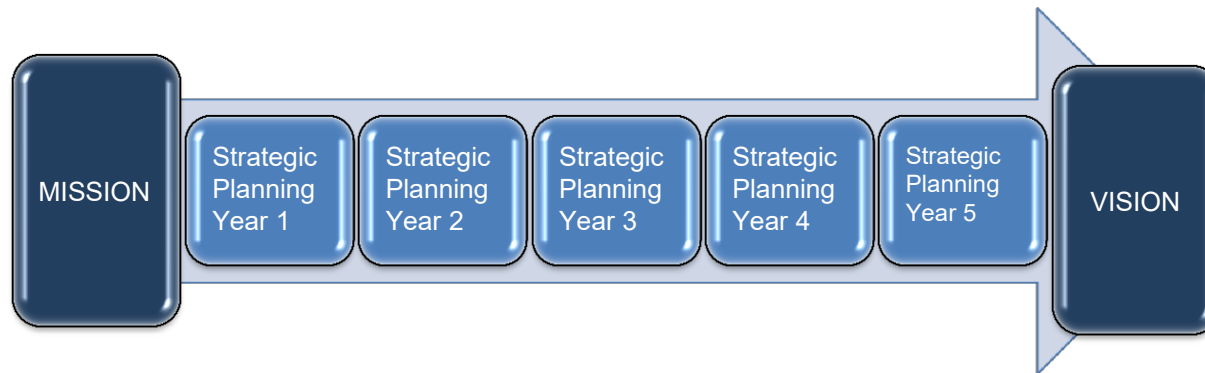 MISSION
Strategic
Planning
Year 1
Strategic
Planning
Year 2
Strategic
Planning
Year 3
Strategic
Planning
Year 4
Strategic
Planning
Year 5
VISION